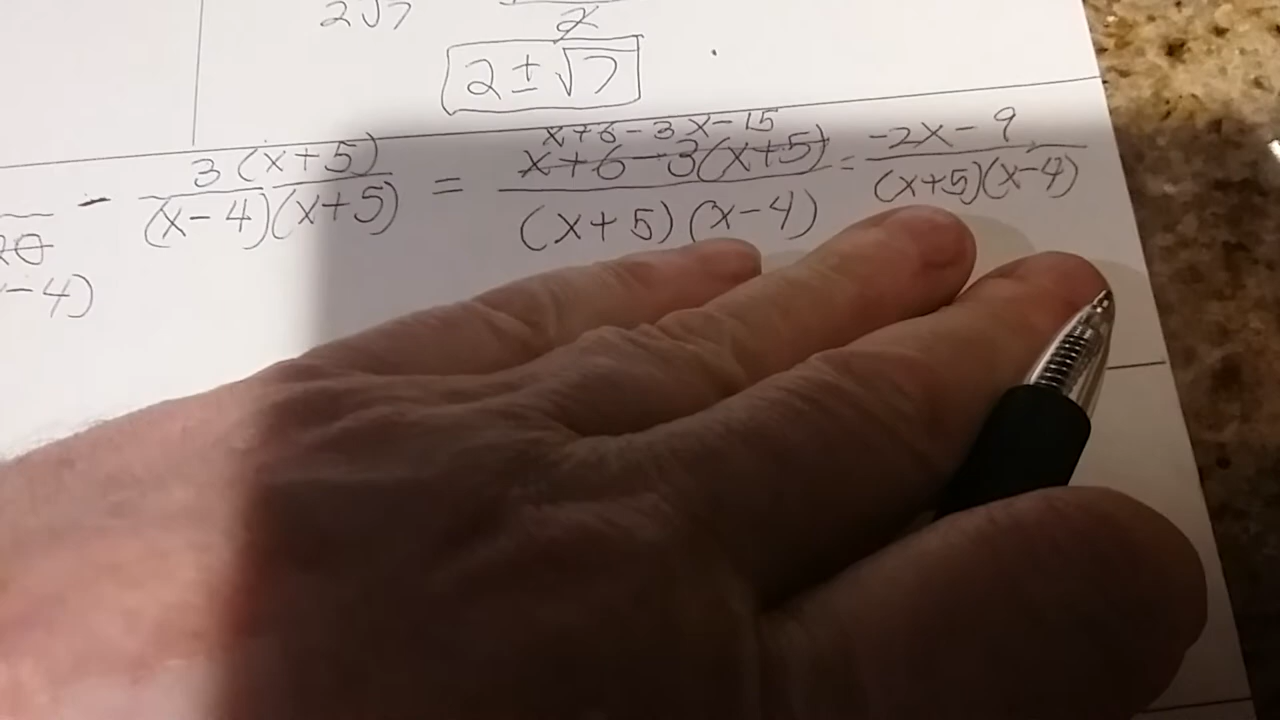 2√7
2
2 ± √7
x+6-3x-15
3(x+5) x+6-3(x+5) -2x-9
- = =
(x-4)(x+5) (x+5)(x-4) (x+5)(x-4)
20
-4)